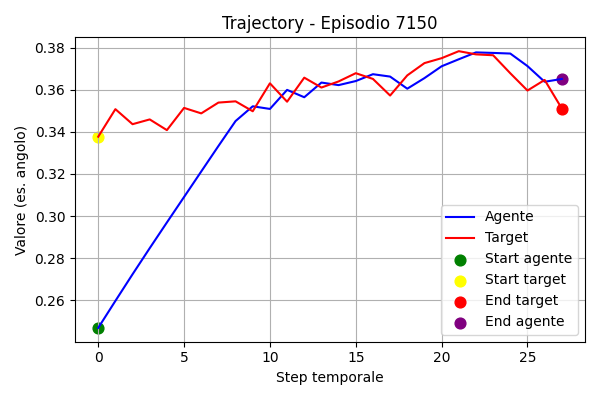 Trajectory - Episodio 7150
Valore (es. angolo)
0.38
0.36
0.34
0.32
0.30
0.28
0.26
0 5 10 15 20 25
Step temporale
Agente
Target
Start agente
Start target
End target
End agente